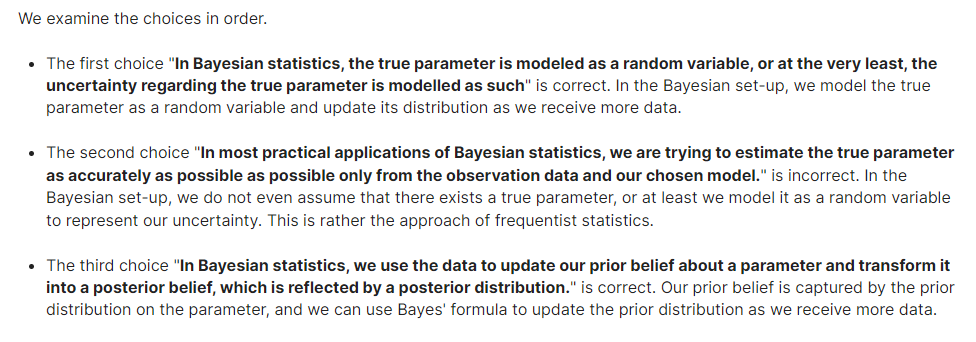 We examine the choices in order.
• The first choice "In Bayesian statistics, the true parameter is modeled as a random variable, or at the very least, the
uncertainty regarding the true parameter is modelled as such" is correct. In the Bayesian set-up, we model the true
parameter as a random variable and update its distribution as we receive more data.
• The second choice "In most practical applications of Bayesian statistics, we are trying to estimate the true parameter
as accurately as possible as possible only from the observation data and our chosen model." is incorrect. In the
Bayesian set-up, we do not even assume that there exists a true parameter, or at least we model it as a random variable
to represent our uncertainty. This is rather the approach of frequentist statistics.
• The third choice "In Bayesian statistics, we use the data to update our prior belief about a parameter and transform it
into a posterior belief, which is reflected by a posterior distribution." is correct. Our prior belief is captured by the prior
distribution on the parameter, and we can use Bayes' formula to update the prior distribution as we receive more data.